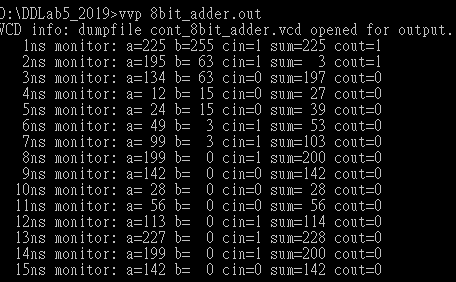 D:\DDLab5_2019>vvp 8bit_adder.out
VCD info: dumpfile cont_8bit_adder.vcd opened for output.
1ns monitor: a=225 b=255 cin=1 sum=225 cout=1
2ns monitor: a=195 b= 63 cin=1 sum=  3 cout=1
3ns monitor: a=134 b= 63 cin=0 sum=197 cout=0
4ns monitor: a= 12 b= 15 cin=0 sum= 27 cout=0
5ns monitor: a= 24 b= 15 cin=0 sum= 39 cout=0
6ns monitor: a= 49 b=  3 cin=1 sum= 53 cout=0
7ns monitor: a= 99 b=  3 cin=1 sum=103 cout=0
8ns monitor: a=199 b=  0 cin=1 sum=200 cout=0
9ns monitor: a=142 b=  0 cin=0 sum=142 cout=0
10ns monitor: a= 28 b=  0 cin=0 sum= 28 cout=0
11ns monitor: a= 56 b=  0 cin=0 sum= 56 cout=0
12ns monitor: a=113 b=  0 cin=1 sum=114 cout=0
13ns monitor: a=227 b=  0 cin=1 sum=228 cout=0
14ns monitor: a=199 b=  0 cin=1 sum=200 cout=0
15ns monitor: a=142 b=  0 cin=0 sum=142 cout=0